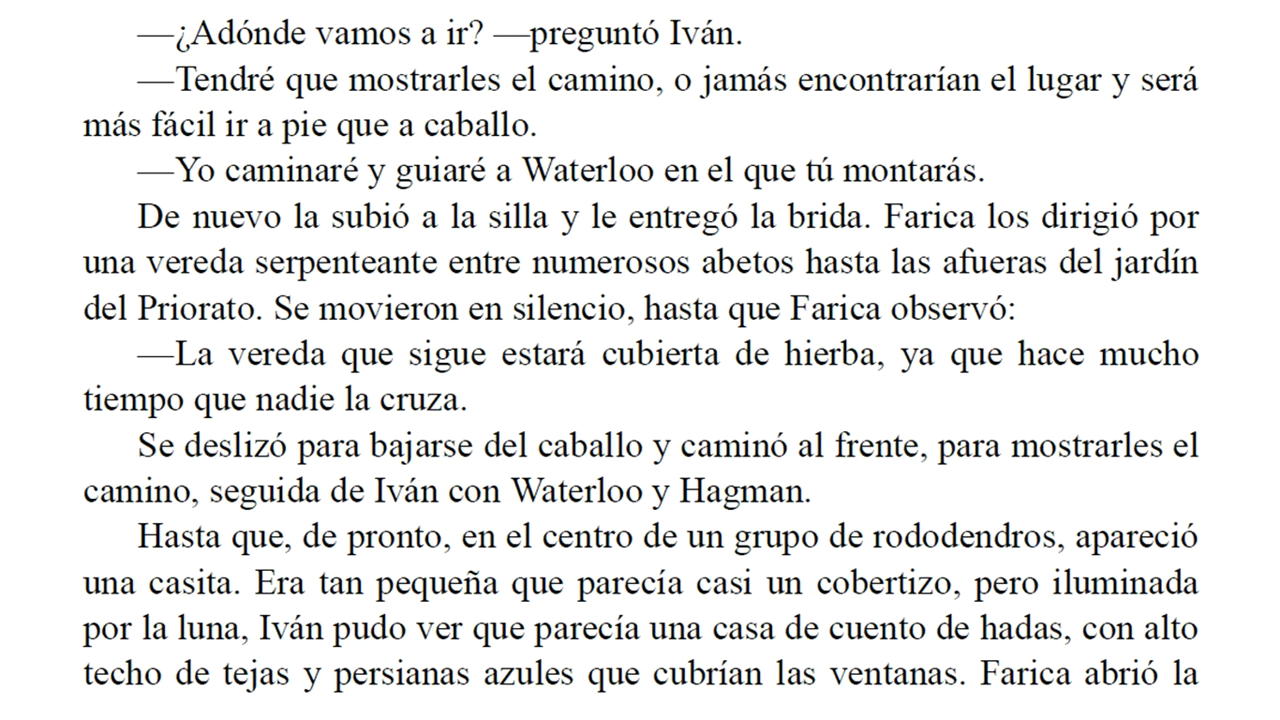 —¿Adónde vamos a ir? —preguntó Iván.
—Tendré que mostrarles el camino, o jamás encontrarían el lugar y será
más fácil ir a pie que a caballo.
—Yo caminaré y guiaré a Waterloo en el que tú montarás.
De nuevo la subió a la silla y le entregó la brida. Farica los dirigió por
una vereda serpenteante entre numerosos abetos hasta las afueras del jardín
del Priorato. Se movieron en silencio, hasta que Farica observó:
—La vereda que sigue estará cubierta de hierba, ya que hace mucho
tiempo que nadie la cruza.
Se deslizó para bajarse del caballo y caminó al frente, para mostrarles el
camino, seguida de Iván con Waterloo y Hagman.
Hasta que, de pronto, en el centro de un grupo de rododendros, apareció
una casita. Era tan pequeña que parecía casi un cobertizo, pero iluminada
por la luna, Iván pudo ver que parecía una casa de cuento de hadas, con alto
techo de tejas y persianas azules que cubrían las ventanas. Farica abrió la